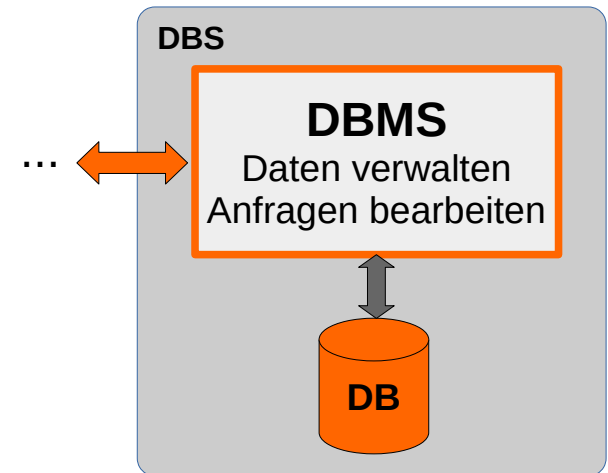 DBS
DBMS
Daten verwalten
Anfragen bearbeiten
...
DB